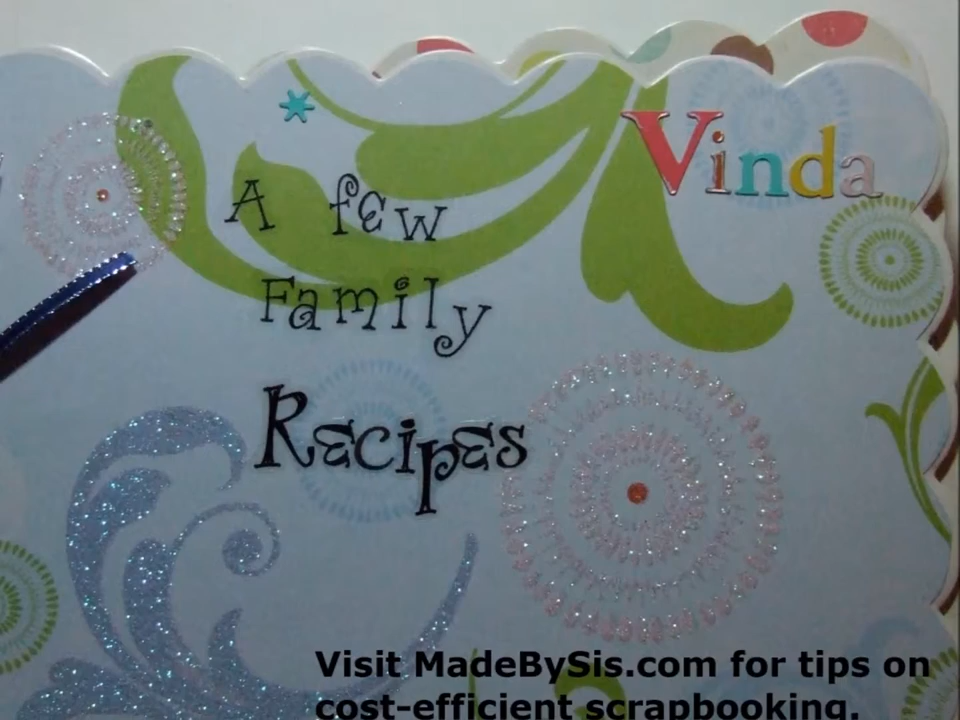 Vinda
A few
Family
Recipes
Visit MadeBySis.com for tips on
cost-efficient scrapbooking.